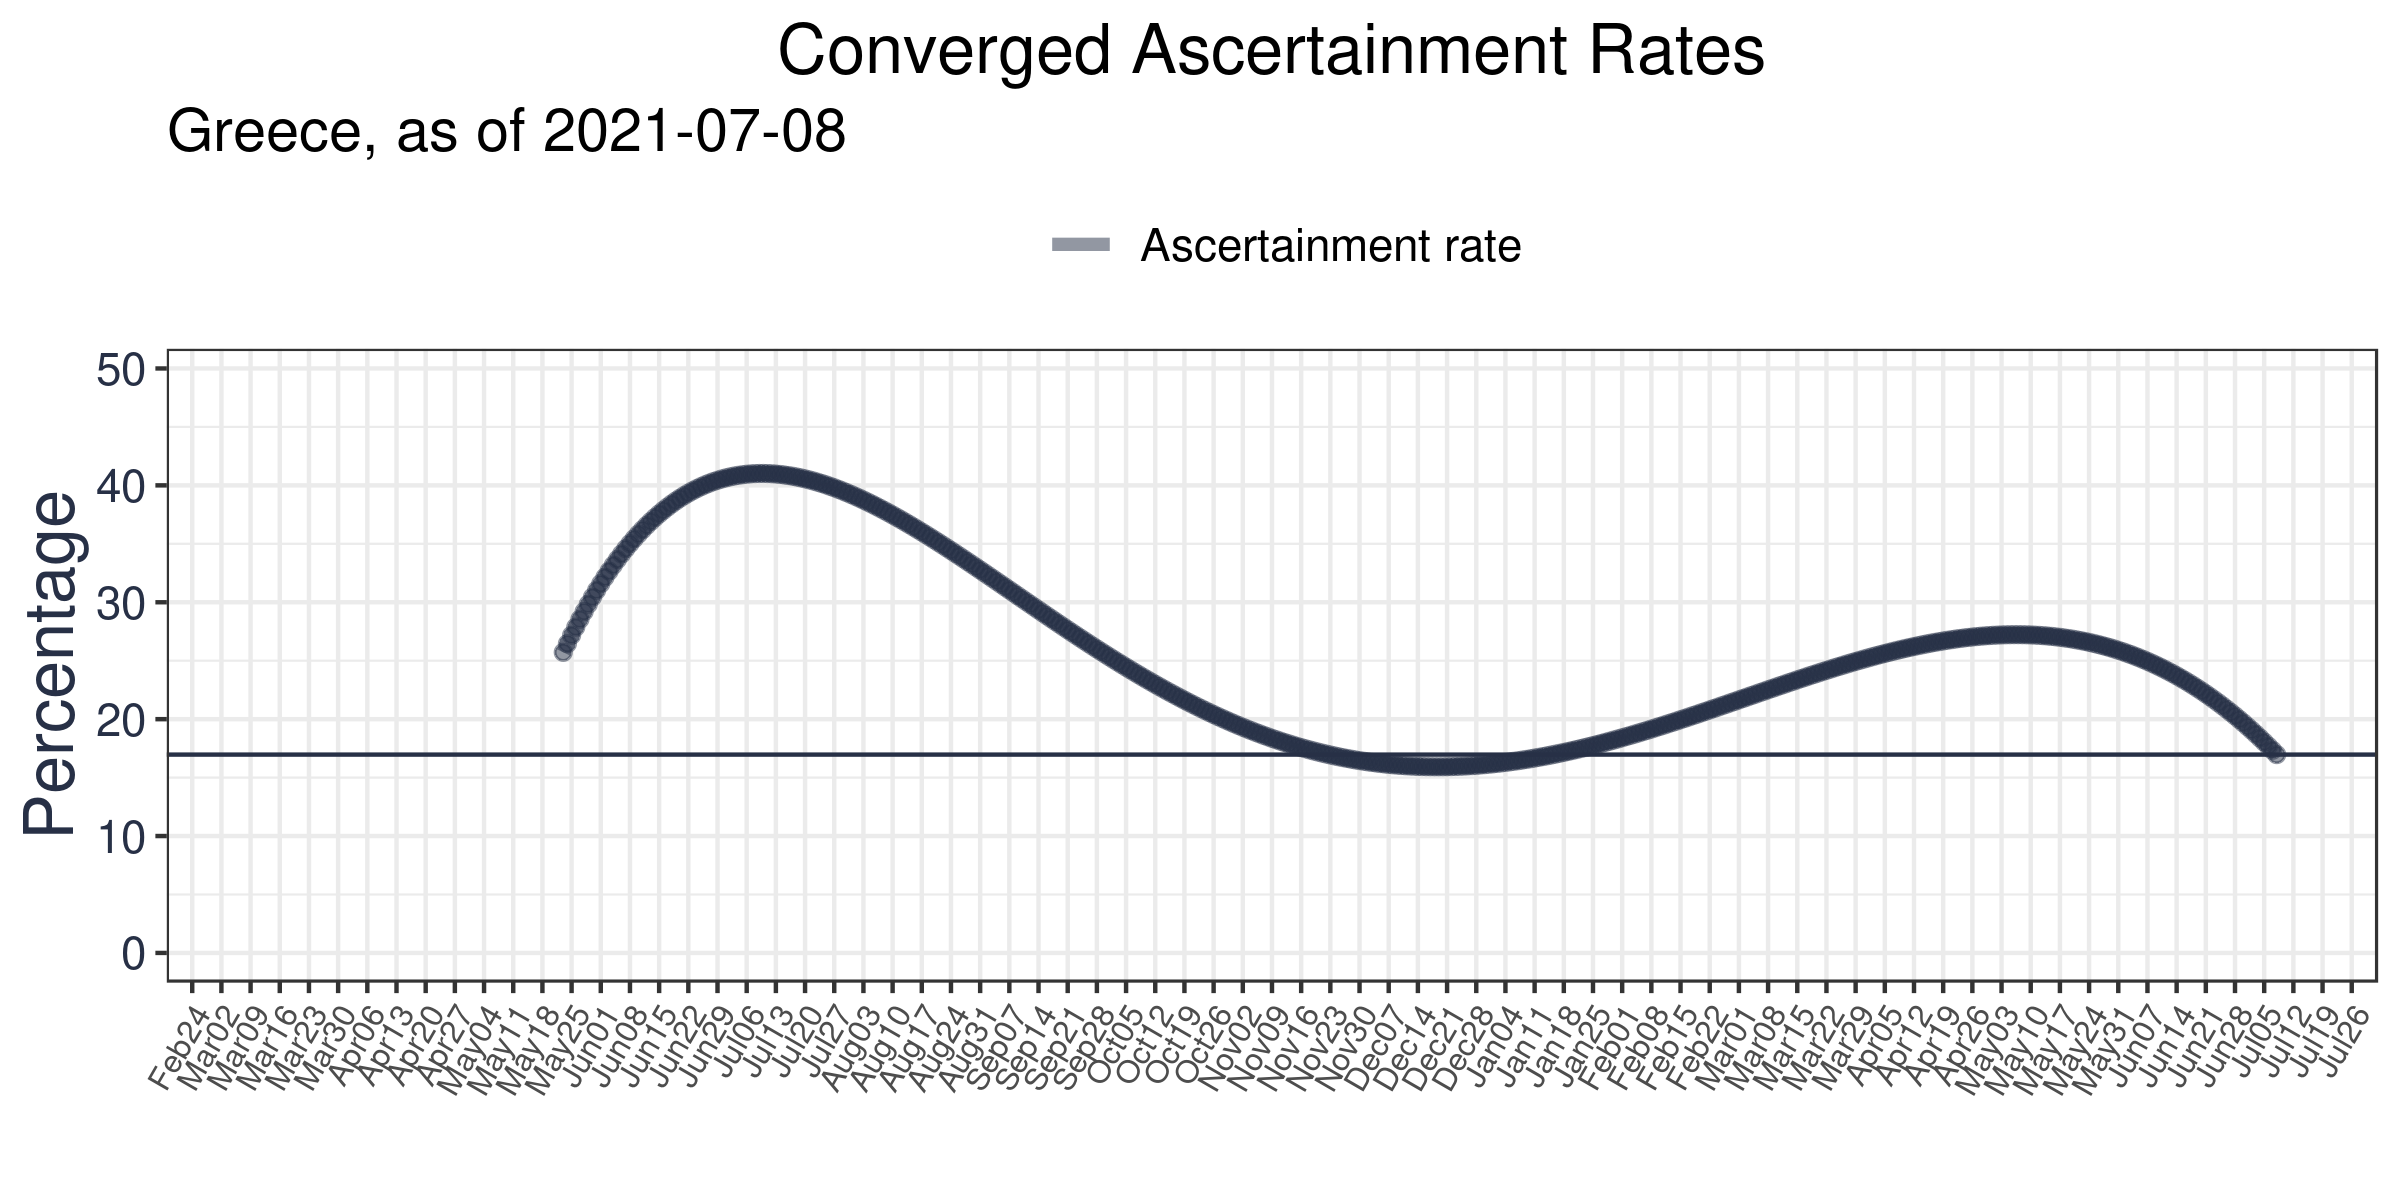 Converged Ascertainment Rates
Greece, as of 2021-07-08
Ascertainment rate
Percentage
50
40
30
20
10
0
Feb24 Mar02 Mar09 Mar16 Mar23 Mar30 Apr06 Apr13 Apr20 Apr27 May04 May11 May18 May25 Jun01 Jun08 Jun15 Jun22 Jun29 Jul06 Jul13 Jul20 Jul27 Aug03 Aug10 Aug17 Aug24 Aug31 Sep07 Sep14 Sep21 Sep28 Oct05 Oct12 Oct19 Oct26 Nov02 Nov09 Nov16 Nov23 Nov30 Dec07 Dec14 Dec21 Dec28 Jan04 Jan11 Jan18 Jan25 Feb01 Feb08 Feb15 Feb22 Mar01 Mar08 Mar15 Mar22 Mar29 Apr05 Apr12 Apr19 Apr26 May03 May10 May17 May24 May31 Jun07 Jun14 Jun21 Jun28 Jul05 Jul12 Jul19 Jul26